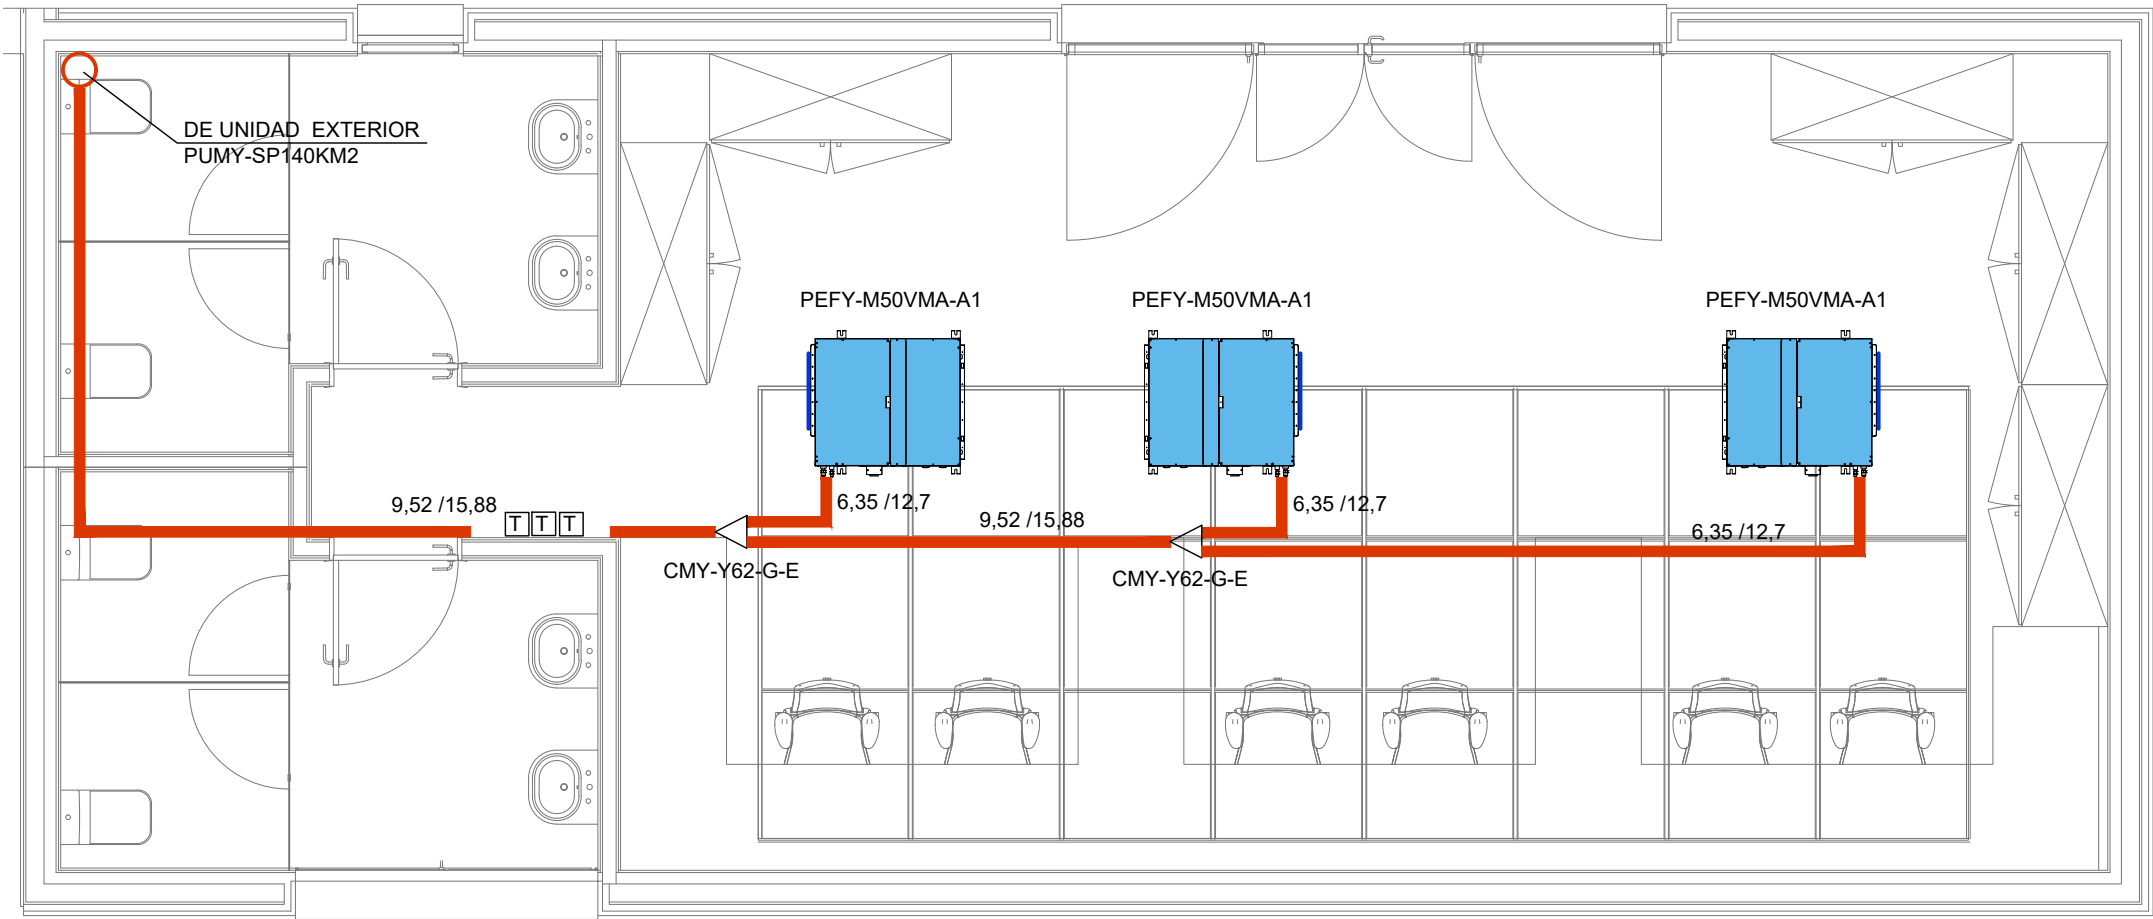 DE UNIDAD EXTERIOR
PUMY-SP140KM2
PEFY-M50VMA-A1
PEFY-M50VMA-A1
PEFY-M50VMA-A1
9,52 /15,88
T T T
6,35 /12,7
9,52 /15,88
6,35 /12,7
6,35 /12,7
CMY-Y62-G-E
CMY-Y62-G-E